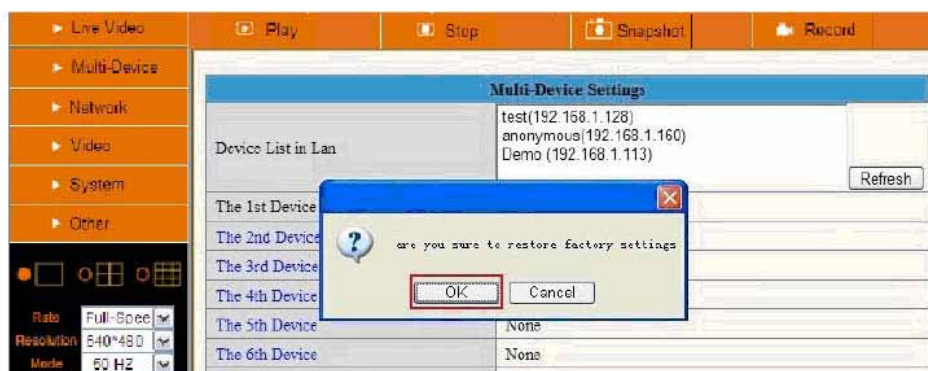 Live Video
Play
Stop
Snapshot
Record
Multi-Device
Network
Video
System
Other
Multi-Device Settings
Device List in Lan
test(192.168.1.128)
anonymous(192.168.1.160)
Demo (192.168.1.113)
Refresh
The 1st Device
The 2nd Device
The 3rd Device
The 4th Device
The 5th Device
None
The 6th Device
None
are you sure to restore factory settings
OK
Cancel
Rate
Full-Spee
Resolution
640*480
Mode
50 HZ